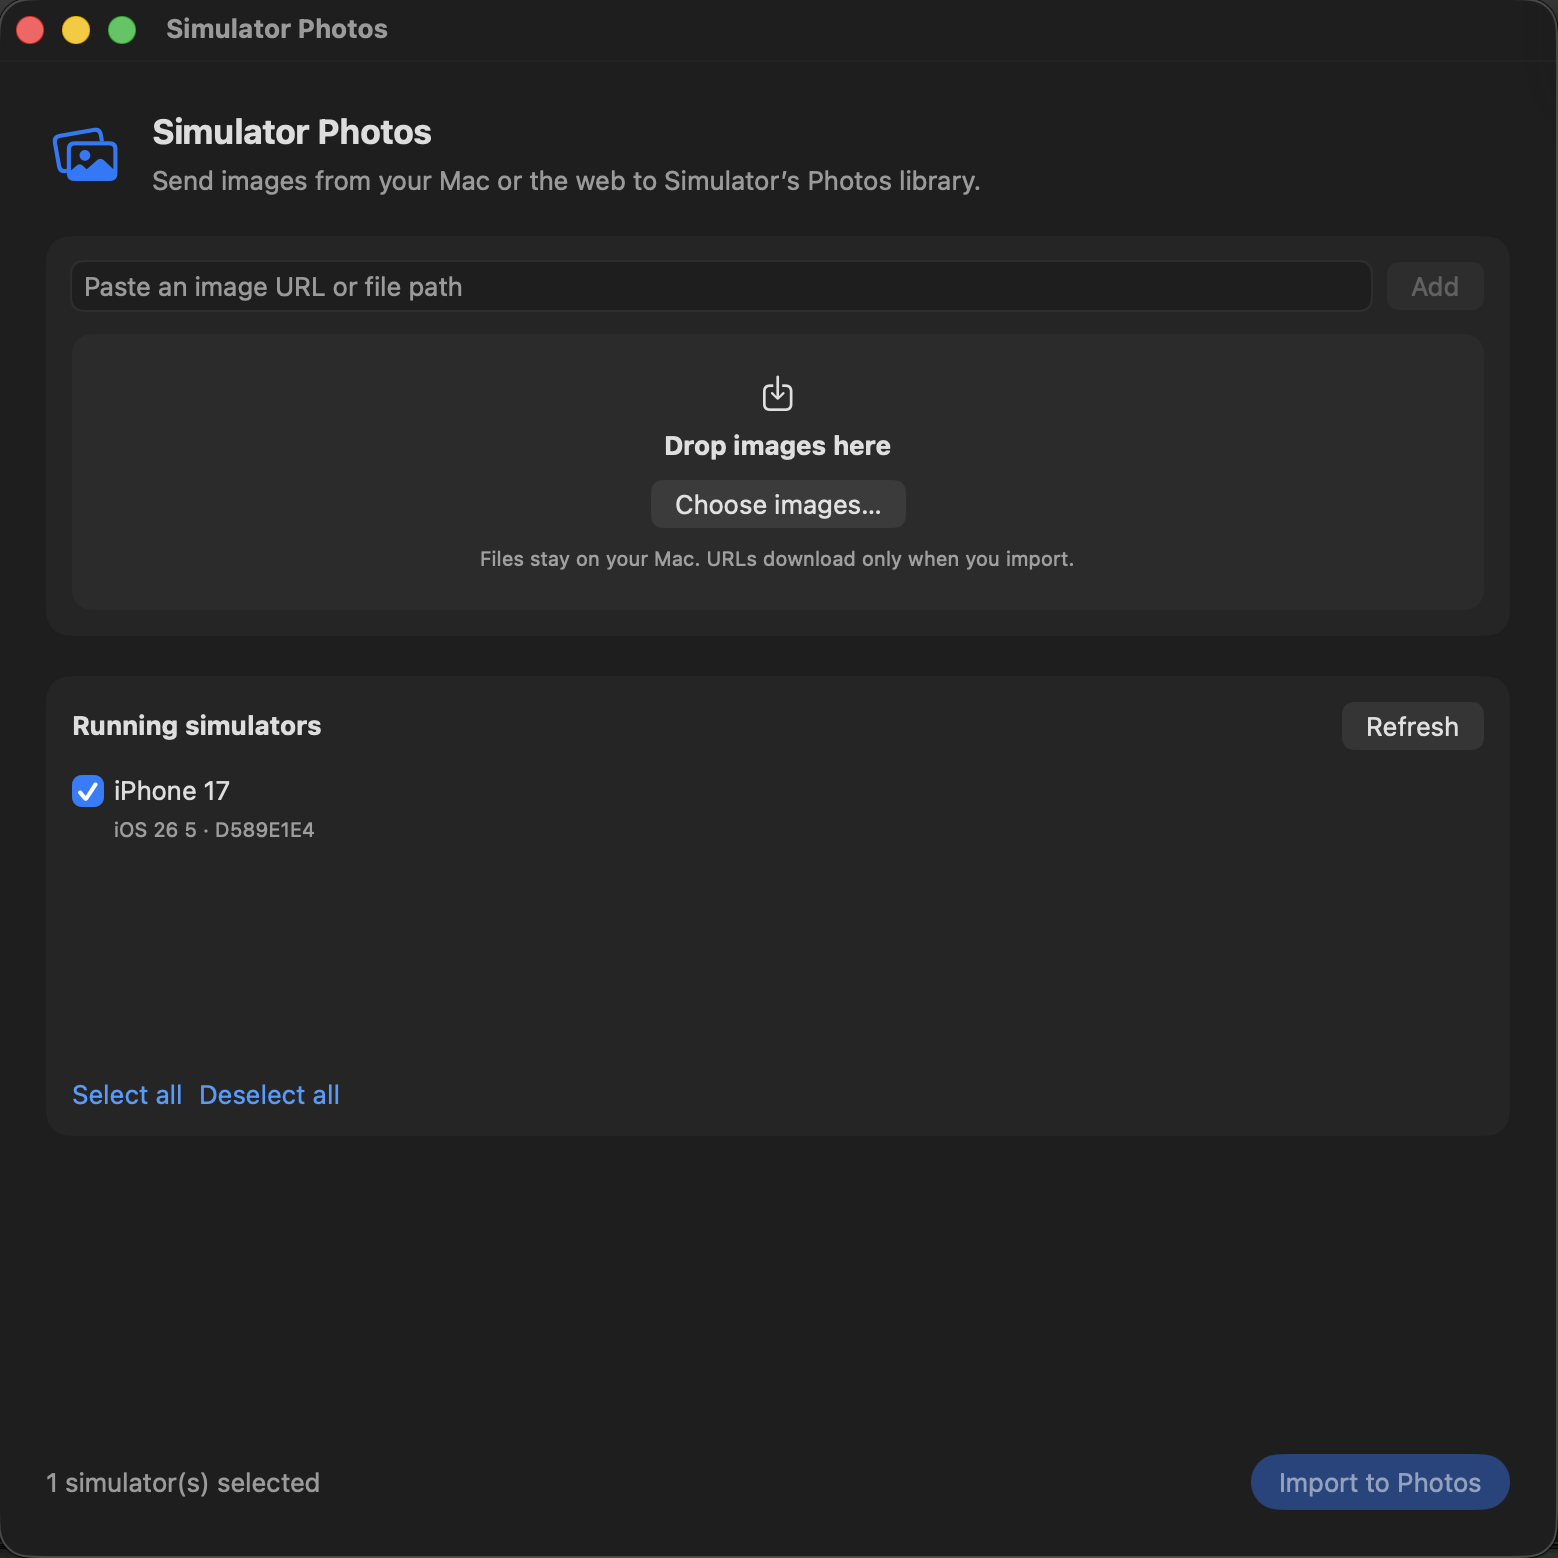 Simulator Photos
Simulator Photos
Send images from your Mac or the web to Simulator’s Photos library.
Paste an image URL or file path
Add
Drop images here
Choose images...
Files stay on your Mac. URLs download only when you import.
Running simulators
Refresh
iPhone 17
iOS 26 5 · D589E1E4
Select all Deselect all
1 simulator(s) selected
Import to Photos